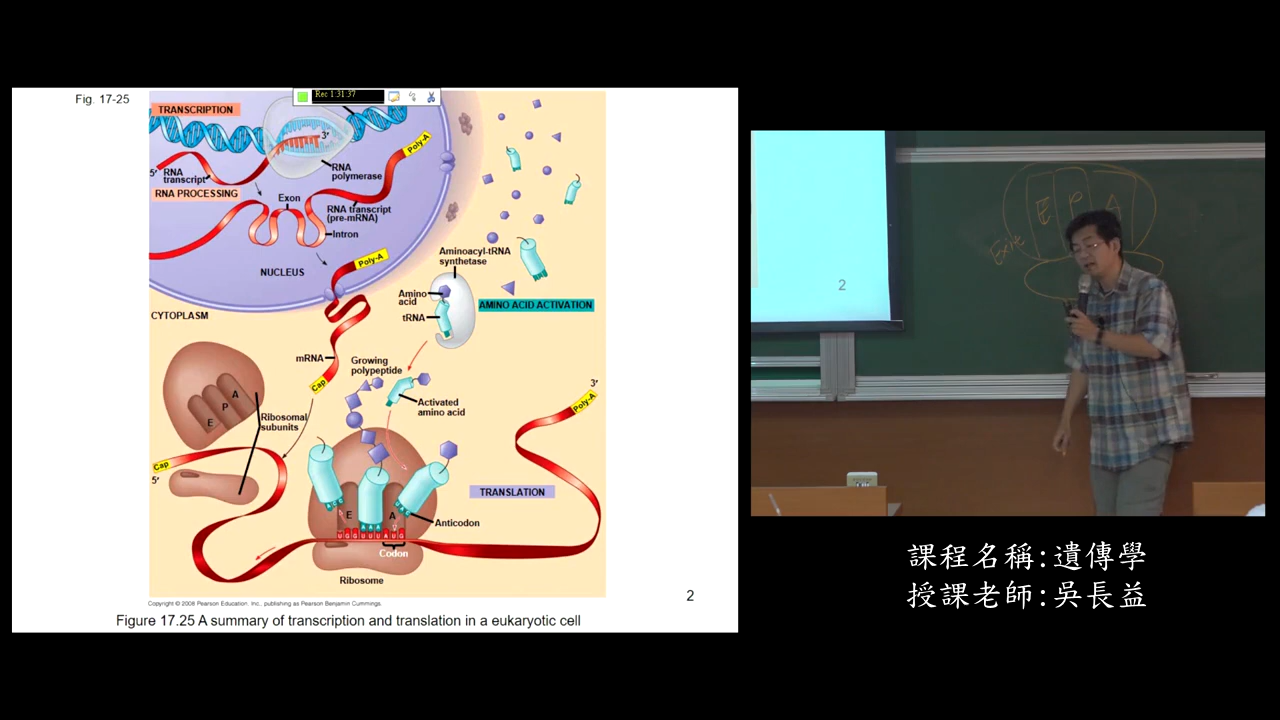 Fig. 17-25
Rec 1:31:37
TRANSCRIPTION
3'
Poly-A
5'
RNA
transcript
RNA
polymerase
RNA PROCESSING
Exon
RNA transcript
(pre-mRNA)
Intron
Poly-A
NUCLEUS
Aminoacyl-tRNA
synthetase
Amino
acid
AMINO ACID ACTIVATION
tRNA
CYTOPLASM
mRNA
Growing
polypeptide
Cap
3'
Activated
amino acid
Poly-A
A
P
E
Ribosomal
subunits
Cap
5'
TRANSLATION
E
A
Anticodon
A C C
A A A
U G G U U U A U G
Codon
Ribosome
Copyright © 2008 Pearson Education, Inc., publishing as Pearson Benjamin Cummings.
2
Figure 17.25 A summary of transcription and translation in a eukaryotic cell
E P A
2
課程名稱:遺傳學
授課老師:吳長益